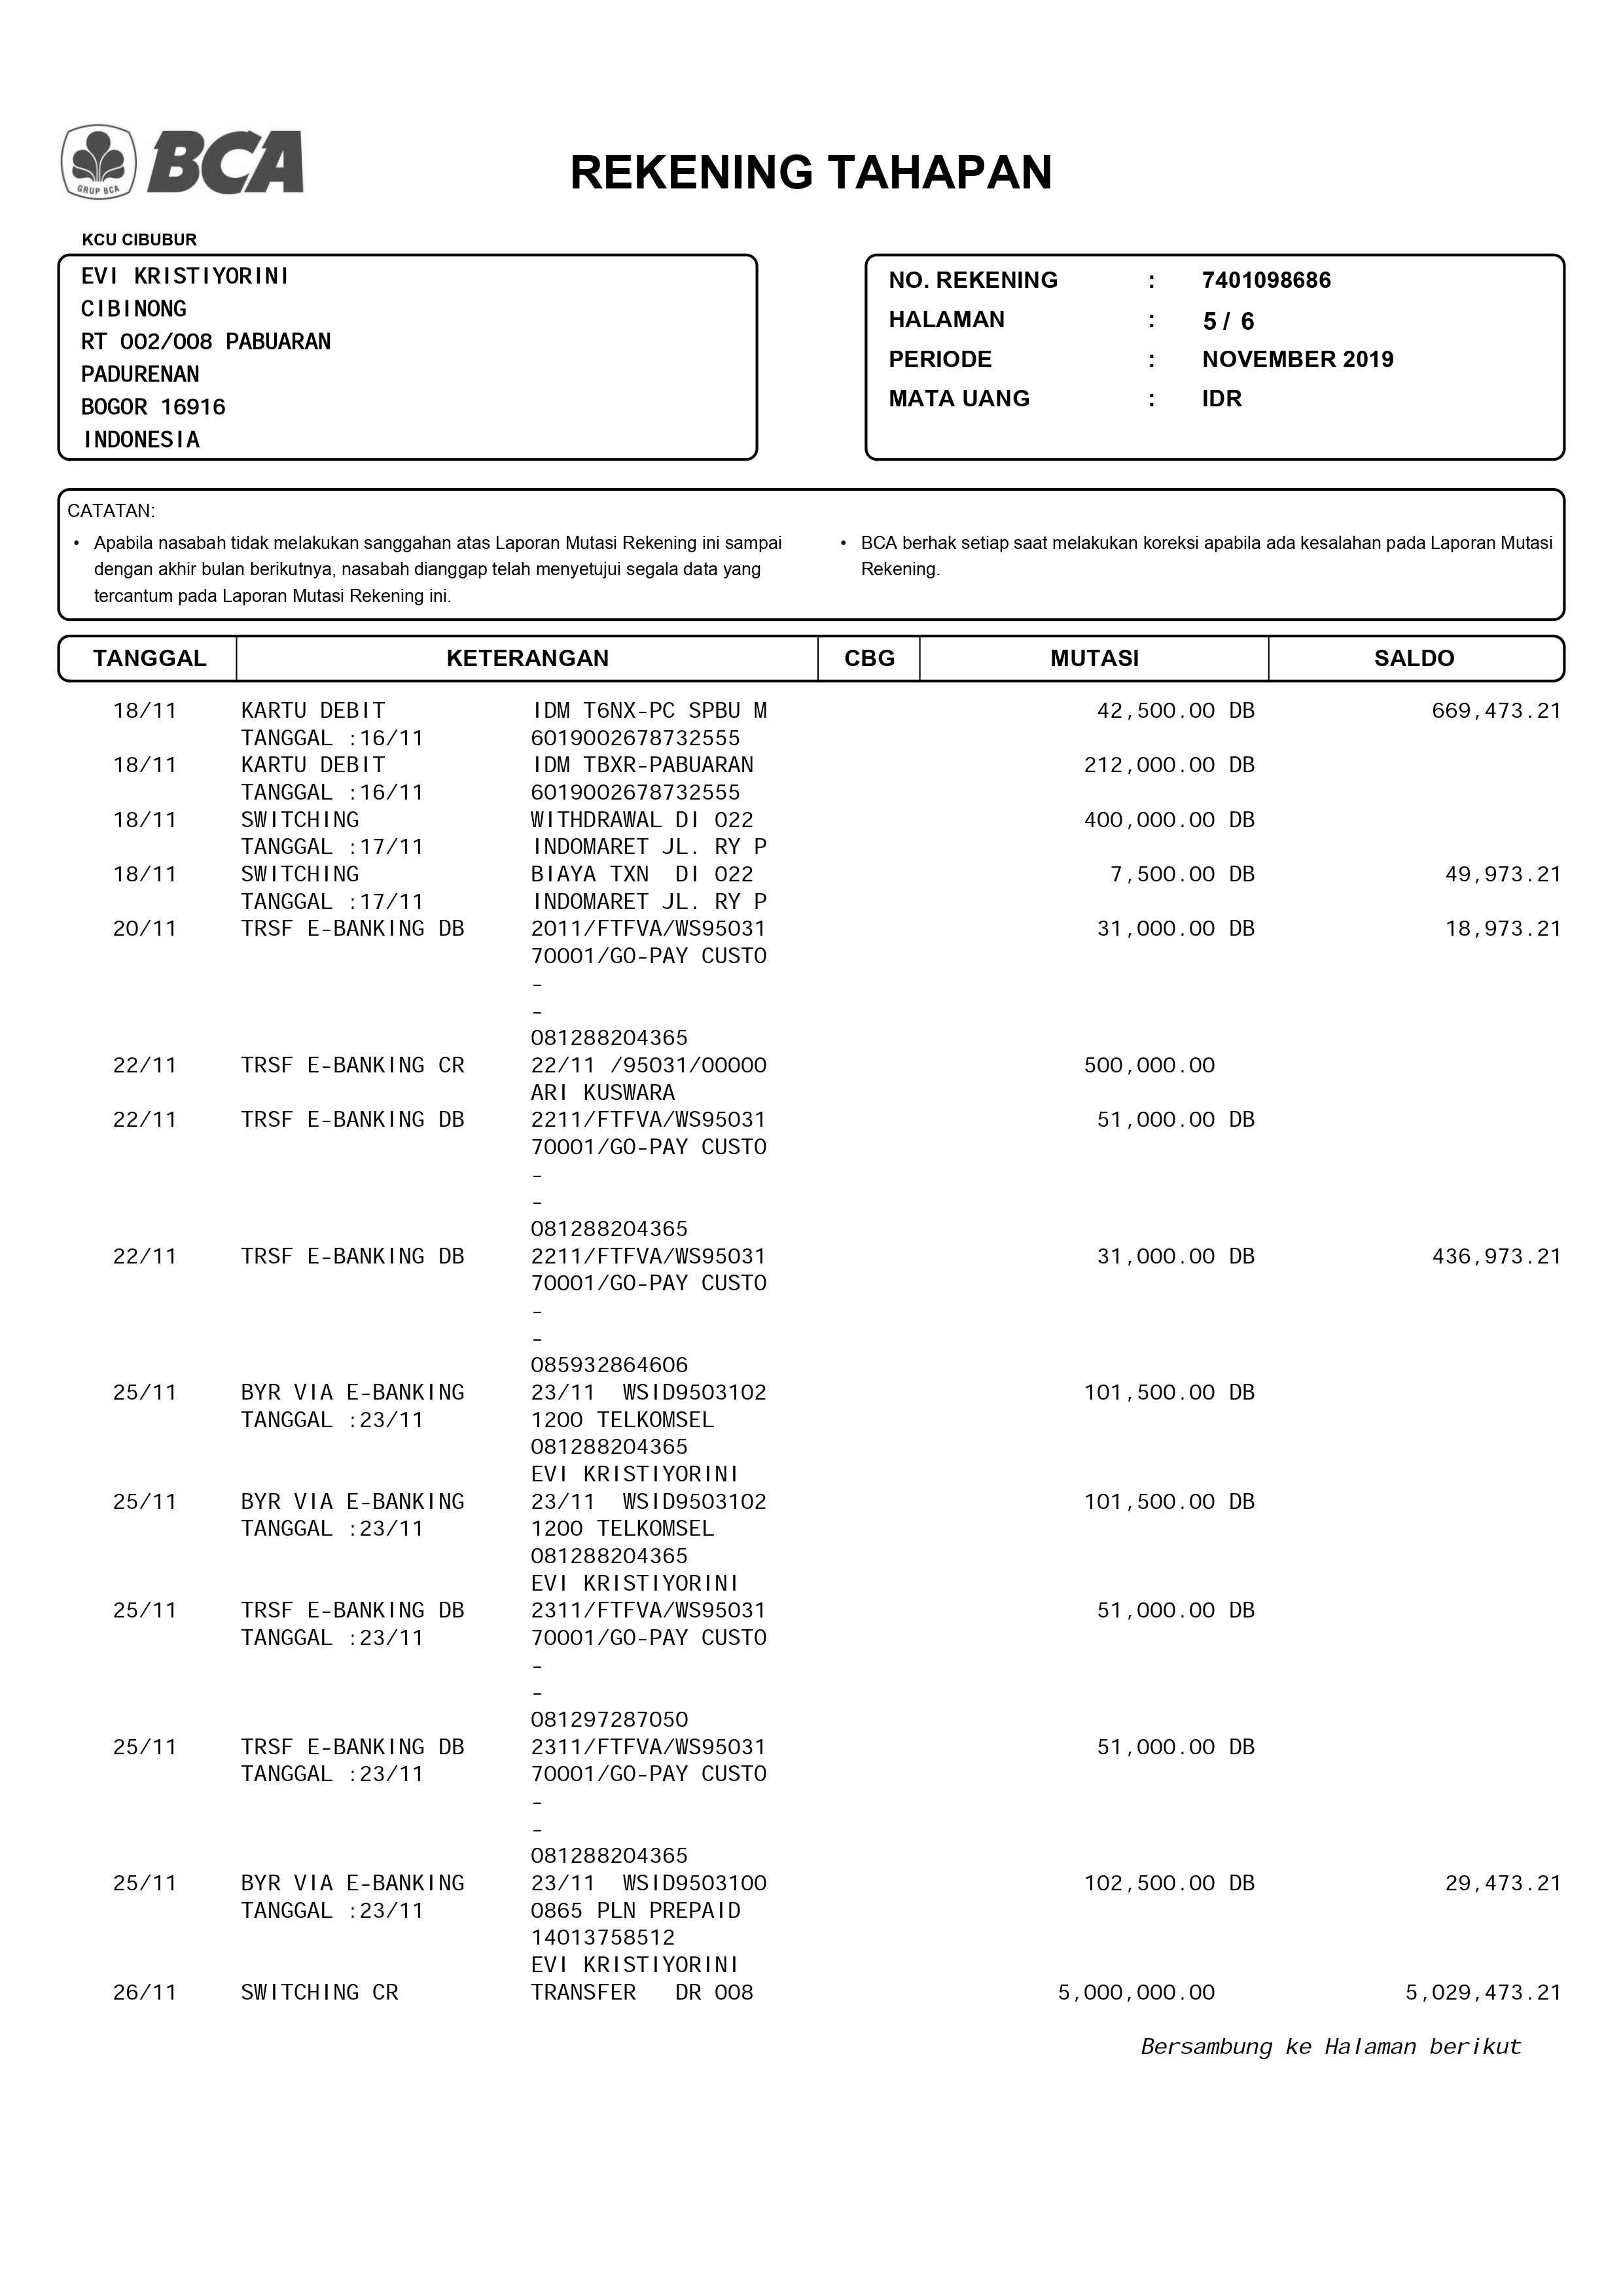 GRUP BCA
BCA
REKENING TAHAPAN
KCU CIBUBUR
EVI KRISTIYORINI
CIBINONG
RT 002/008 PABUARAN
PADURENAN
BOGOR 16916
INDONESIA
NO. REKENING : 7401098686
HALAMAN : 5 / 6
PERIODE : NOVEMBER 2019
MATA UANG : IDR
CATATAN:
• Apabila nasabah tidak melakukan sanggahan atas Laporan Mutasi Rekening ini sampai
dengan akhir bulan berikutnya, nasabah dianggap telah menyetujui segala data yang
tercantum pada Laporan Mutasi Rekening ini.
• BCA berhak setiap saat melakukan koreksi apabila ada kesalahan pada Laporan Mutasi
Rekening.
TANGGAL KETERANGAN CBG MUTASI SALDO
18/11 KARTU DEBIT IDM T6NX-PC SPBU M 42,500.00 DB 669,473.21
TANGGAL :16/11 6019002678732555
18/11 KARTU DEBIT IDM TBXR-PABUARAN 212,000.00 DB
TANGGAL :16/11 6019002678732555
18/11 SWITCHING WITHDRAWAL DI 022 400,000.00 DB
TANGGAL :17/11 INDOMARET JL. RY P
18/11 SWITCHING BIAYA TXN DI 022 7,500.00 DB 49,973.21
TANGGAL :17/11 INDOMARET JL. RY P
20/11 TRSF E-BANKING DB 2011/FTFVA/WS95031 31,000.00 DB 18,973.21
70001/GO-PAY CUSTO
-
-
081288204365
22/11 TRSF E-BANKING CR 22/11 /95031/00000 500,000.00
ARI KUSWARA
22/11 TRSF E-BANKING DB 2211/FTFVA/WS95031 51,000.00 DB
70001/GO-PAY CUSTO
-
-
081288204365
22/11 TRSF E-BANKING DB 2211/FTFVA/WS95031 31,000.00 DB 436,973.21
70001/GO-PAY CUSTO
-
-
085932864606
25/11 BYR VIA E-BANKING 23/11 WSID9503102 101,500.00 DB
TANGGAL :23/11 1200 TELKOMSEL
081288204365
EVI KRISTIYORINI
25/11 BYR VIA E-BANKING 23/11 WSID9503102 101,500.00 DB
TANGGAL :23/11 1200 TELKOMSEL
081288204365
EVI KRISTIYORINI
25/11 TRSF E-BANKING DB 2311/FTFVA/WS95031 51,000.00 DB
TANGGAL :23/11 70001/GO-PAY CUSTO
-
-
081297287050
25/11 TRSF E-BANKING DB 2311/FTFVA/WS95031 51,000.00 DB
TANGGAL :23/11 70001/GO-PAY CUSTO
-
-
081288204365
25/11 BYR VIA E-BANKING 23/11 WSID9503100 102,500.00 DB 29,473.21
TANGGAL :23/11 0865 PLN PREPAID
14013758512
EVI KRISTIYORINI
26/11 SWITCHING CR TRANSFER DR 008 5,000,000.00 5,029,473.21
Bersambung ke Halaman berikut